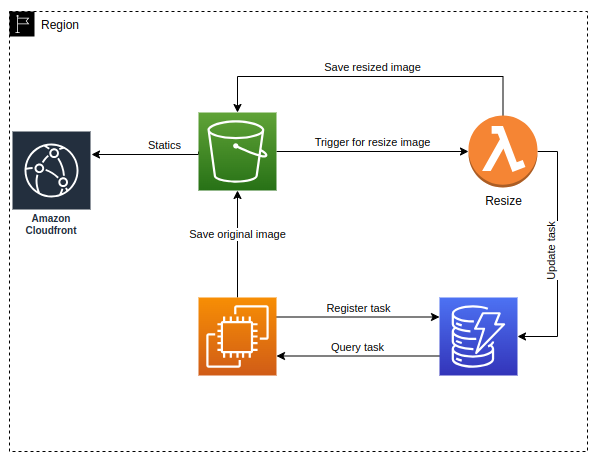 Region
Save resized image
Statics
Trigger for resize image
Amazon
Cloudfront
Resize
Save original image
Update task
Register task
Query task